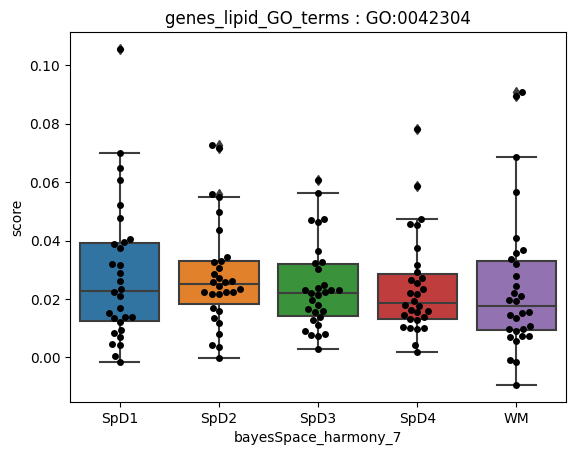 genes_lipid_GO_terms : GO:0042304
0.10
0.08
0.06
0.04
0.02
0.00
score
SpD1 SpD2 SpD3 SpD4 WM
bayesSpace_harmony_7